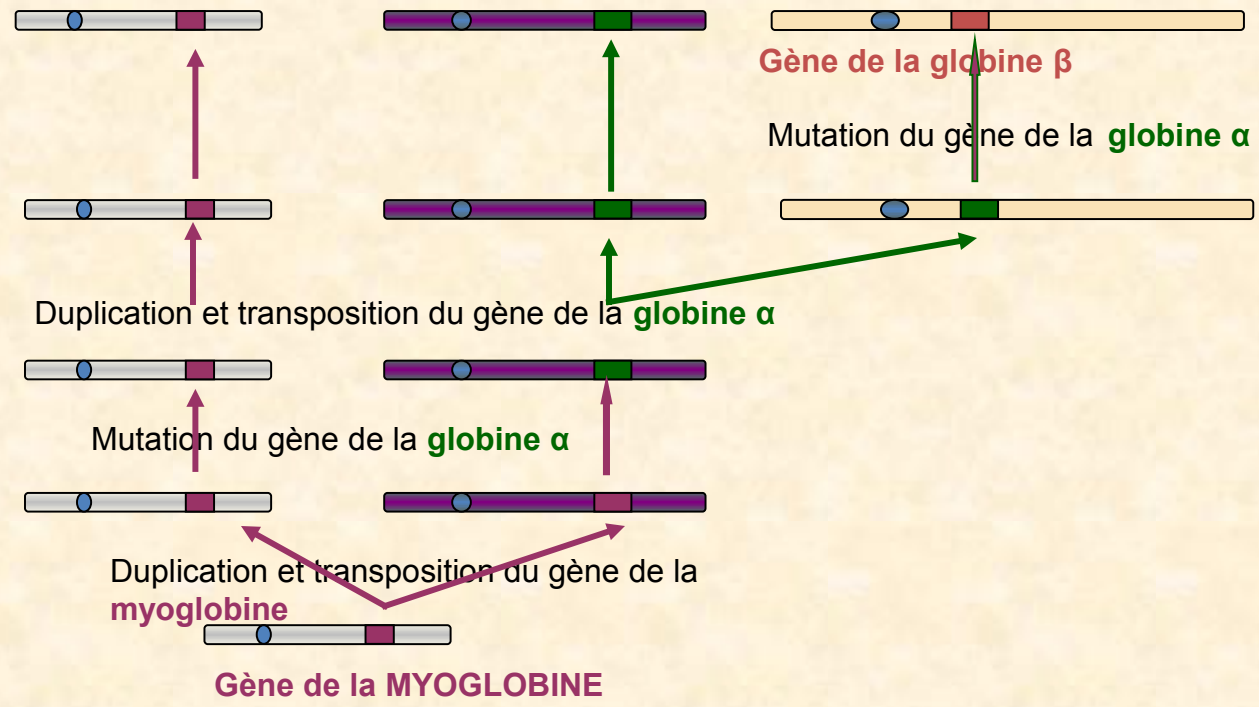 Gène de la globine β
Mutation du gène de la globine α
Duplication et transposition du gène de la globine α
Mutation du gène de la globine α
Duplication et transposition du gène de la
myoglobine
Gène de la MYOGLOBINE